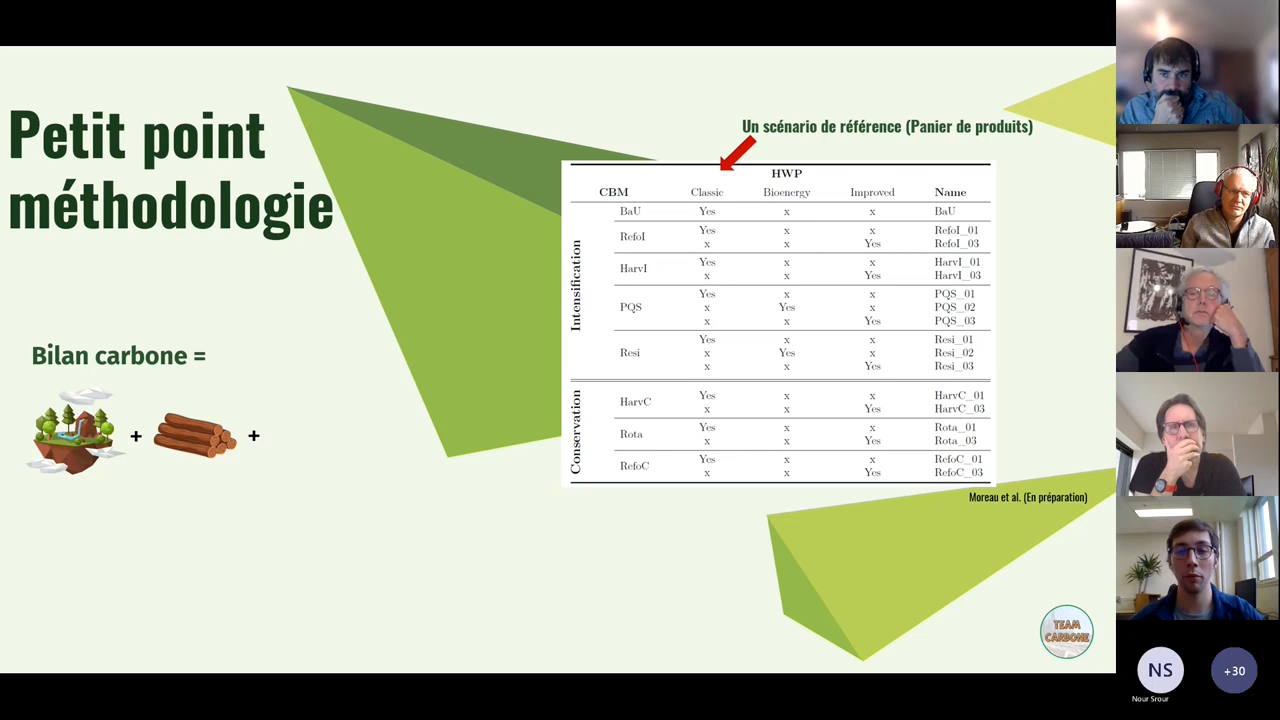 Petit point
méthodologie
Bilan carbone =
+ +
Un scénario de référence (Panier de produits)
HWP
CBM Classic Bioenergy Improved Name
Intensification
BaU Yes x x BaU
RefoI Yes x x RefoI_01
x x Yes RefoI_03
HarvI Yes x x HarvI_01
x x Yes HarvI_03
PQS Yes x x PQS_01
x Yes x PQS_02
x x Yes PQS_03
Resi Yes x x Resi_01
x Yes x Resi_02
x x Yes Resi_03
Conservation
HarvC Yes x x HarvC_01
x x Yes HarvC_03
Rota Yes x x Rota_01
x x Yes Rota_03
RefoC Yes x x RefoC_01
x x Yes RefoC_03
Moreau et al. (En préparation)
TEAM
CARBONE
NS
Nour Srour
+30